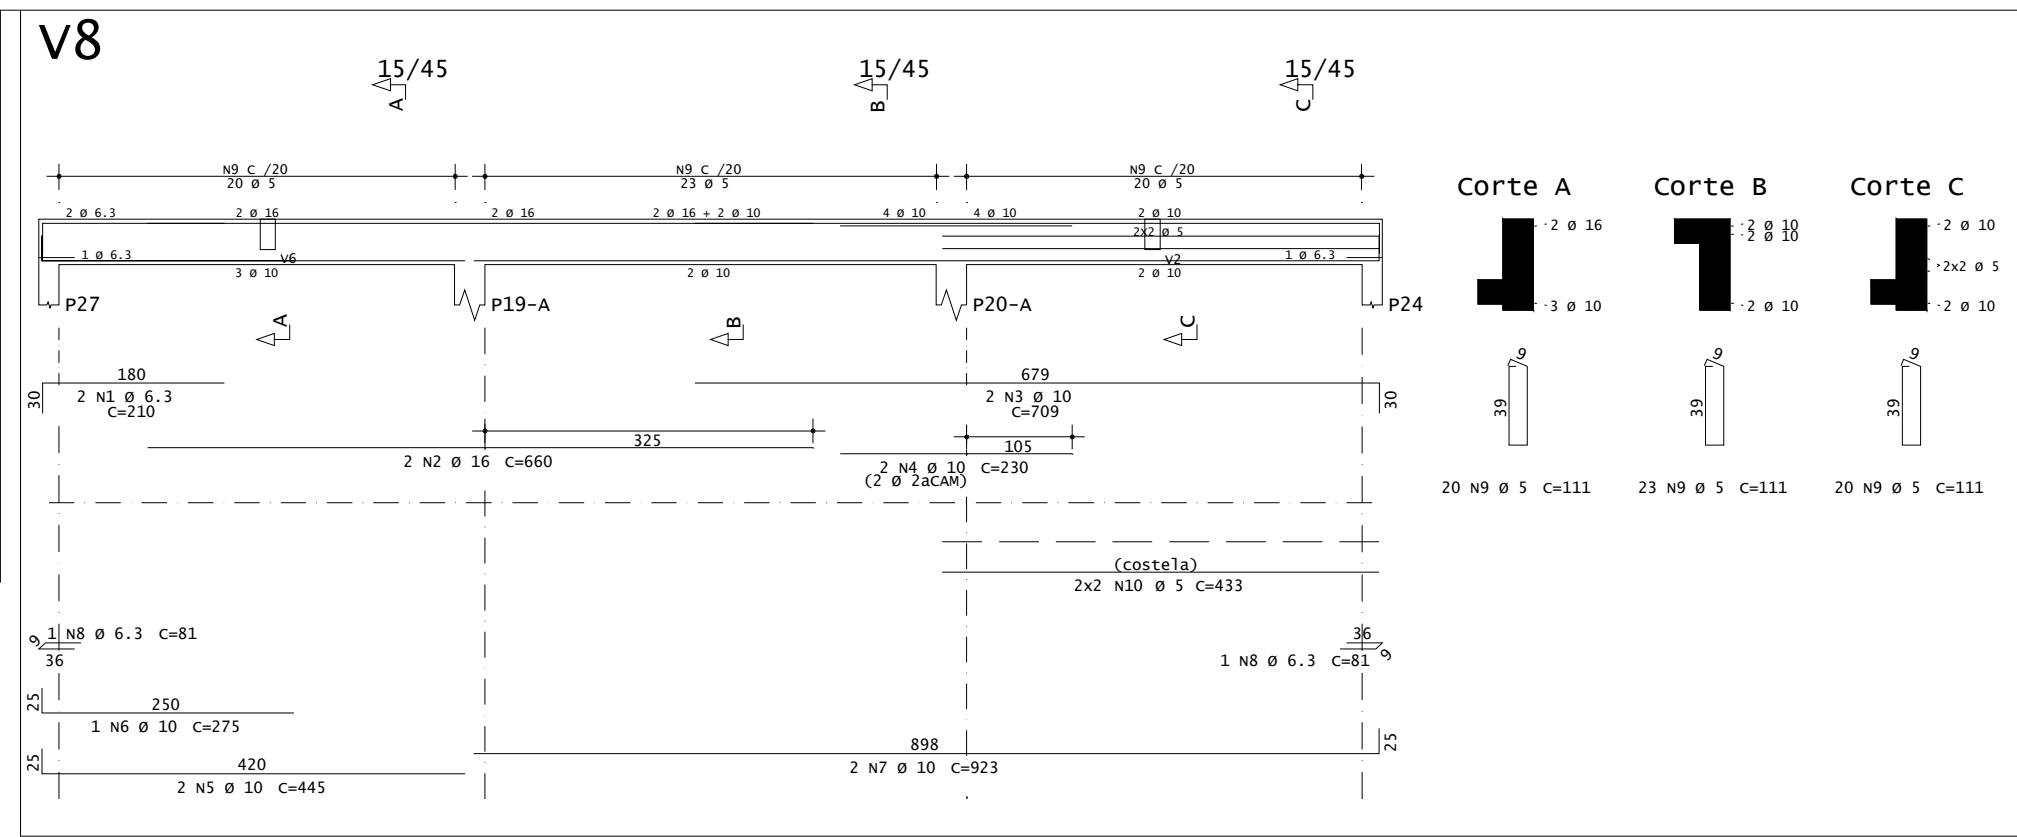 V8
15/45
15/45
15/45
A
B
C
N9 C /20
20 Ø 5
N9 C /20
23 Ø 5
N9 C /20
20 Ø 5
Corte A
Corte B
Corte C
2 Ø 6.3
2 Ø 16
2 Ø 16
2 Ø 16 + 2 Ø 10
4 Ø 10
4 Ø 10
2 Ø 10
2x2 Ø 5
1 Ø 6.3
V6
V2
1 Ø 6.3
3 Ø 10
2 Ø 10
2 Ø 10
2 Ø 16
3 Ø 10
2 Ø 10
2 Ø 10
2 Ø 10
2 Ø 10
2x2 Ø 5
2 Ø 10
P27
P19-A
P20-A
P24
A
B
C
180
30
2 N1 Ø 6.3
C=210
679
30
2 N3 Ø 10
C=709
325
2 N2 Ø 16 C=660
105
2 N4 Ø 10 C=230
(2 Ø 2aCAM)
9
39
20 N9 Ø 5 C=111
9
39
23 N9 Ø 5 C=111
9
39
20 N9 Ø 5 C=111
(costela)
2x2 N10 Ø 5 C=433
1 N8 Ø 6.3 C=81
9
36
36
1 N8 Ø 6.3 C=81
9
25
250
1 N6 Ø 10 C=275
898
25
2 N7 Ø 10 C=923
25
420
2 N5 Ø 10 C=445